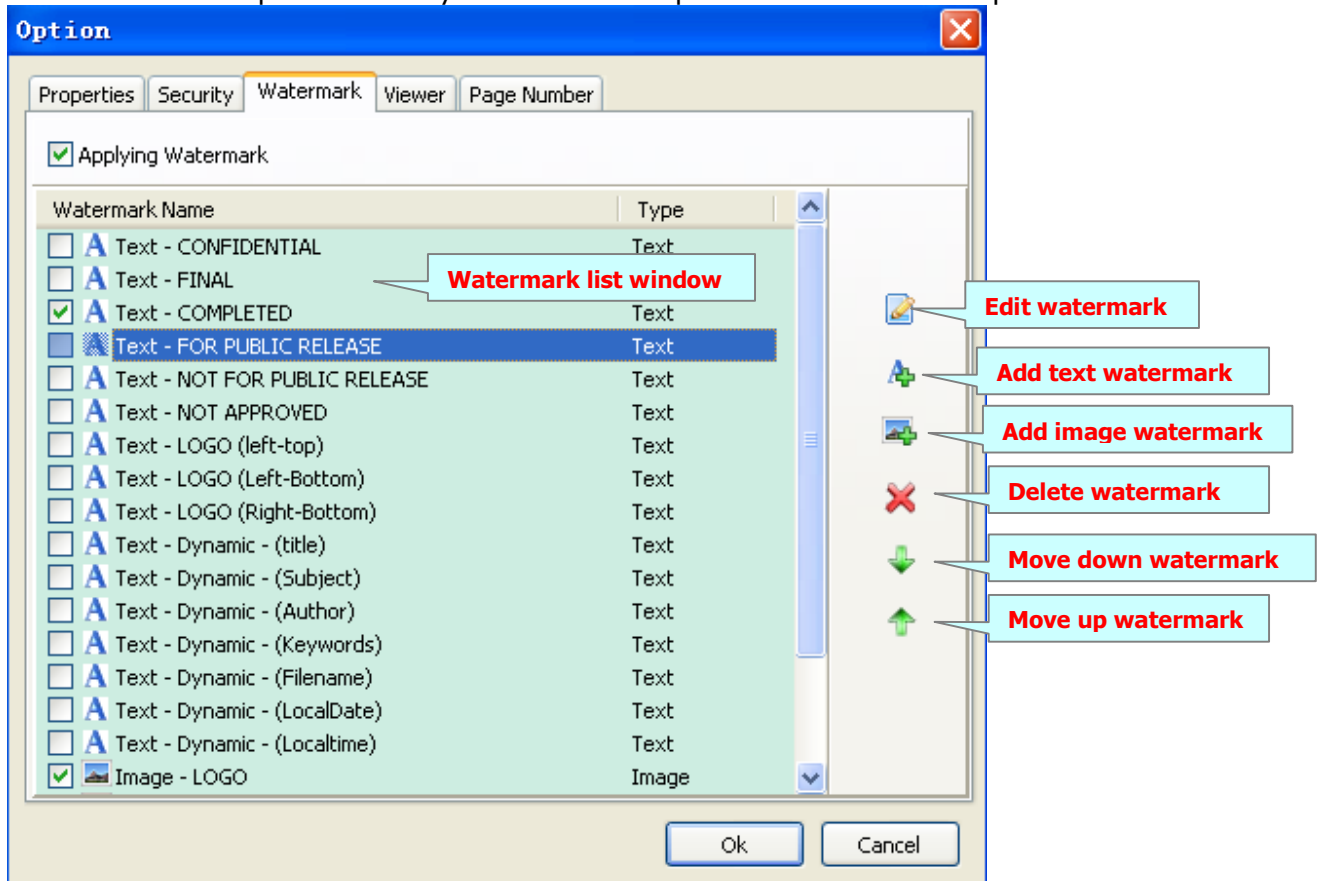 Option
Properties Security Watermark Viewer Page Number
Applying Watermark
Watermark Name Type
Text - CONFIDENTIAL Text
Text - FINAL
Watermark list window
Text - COMPLETED Text
Text - FOR PUBLIC RELEASE Text
Text - NOT FOR PUBLIC RELEASE Text
Text - NOT APPROVED Text
Text - LOGO (left-top) Text
Text - LOGO (Left-Bottom) Text
Text - LOGO (Right-Bottom) Text
Text - Dynamic - (title) Text
Text - Dynamic - (Subject) Text
Text - Dynamic - (Author) Text
Text - Dynamic - (Keywords) Text
Text - Dynamic - (Filename) Text
Text - Dynamic - (LocalDate) Text
Text - Dynamic - (Localtime) Text
Image - LOGO Image
Edit watermark
Add text watermark
Add image watermark
Delete watermark
Move down watermark
Move up watermark
Ok Cancel